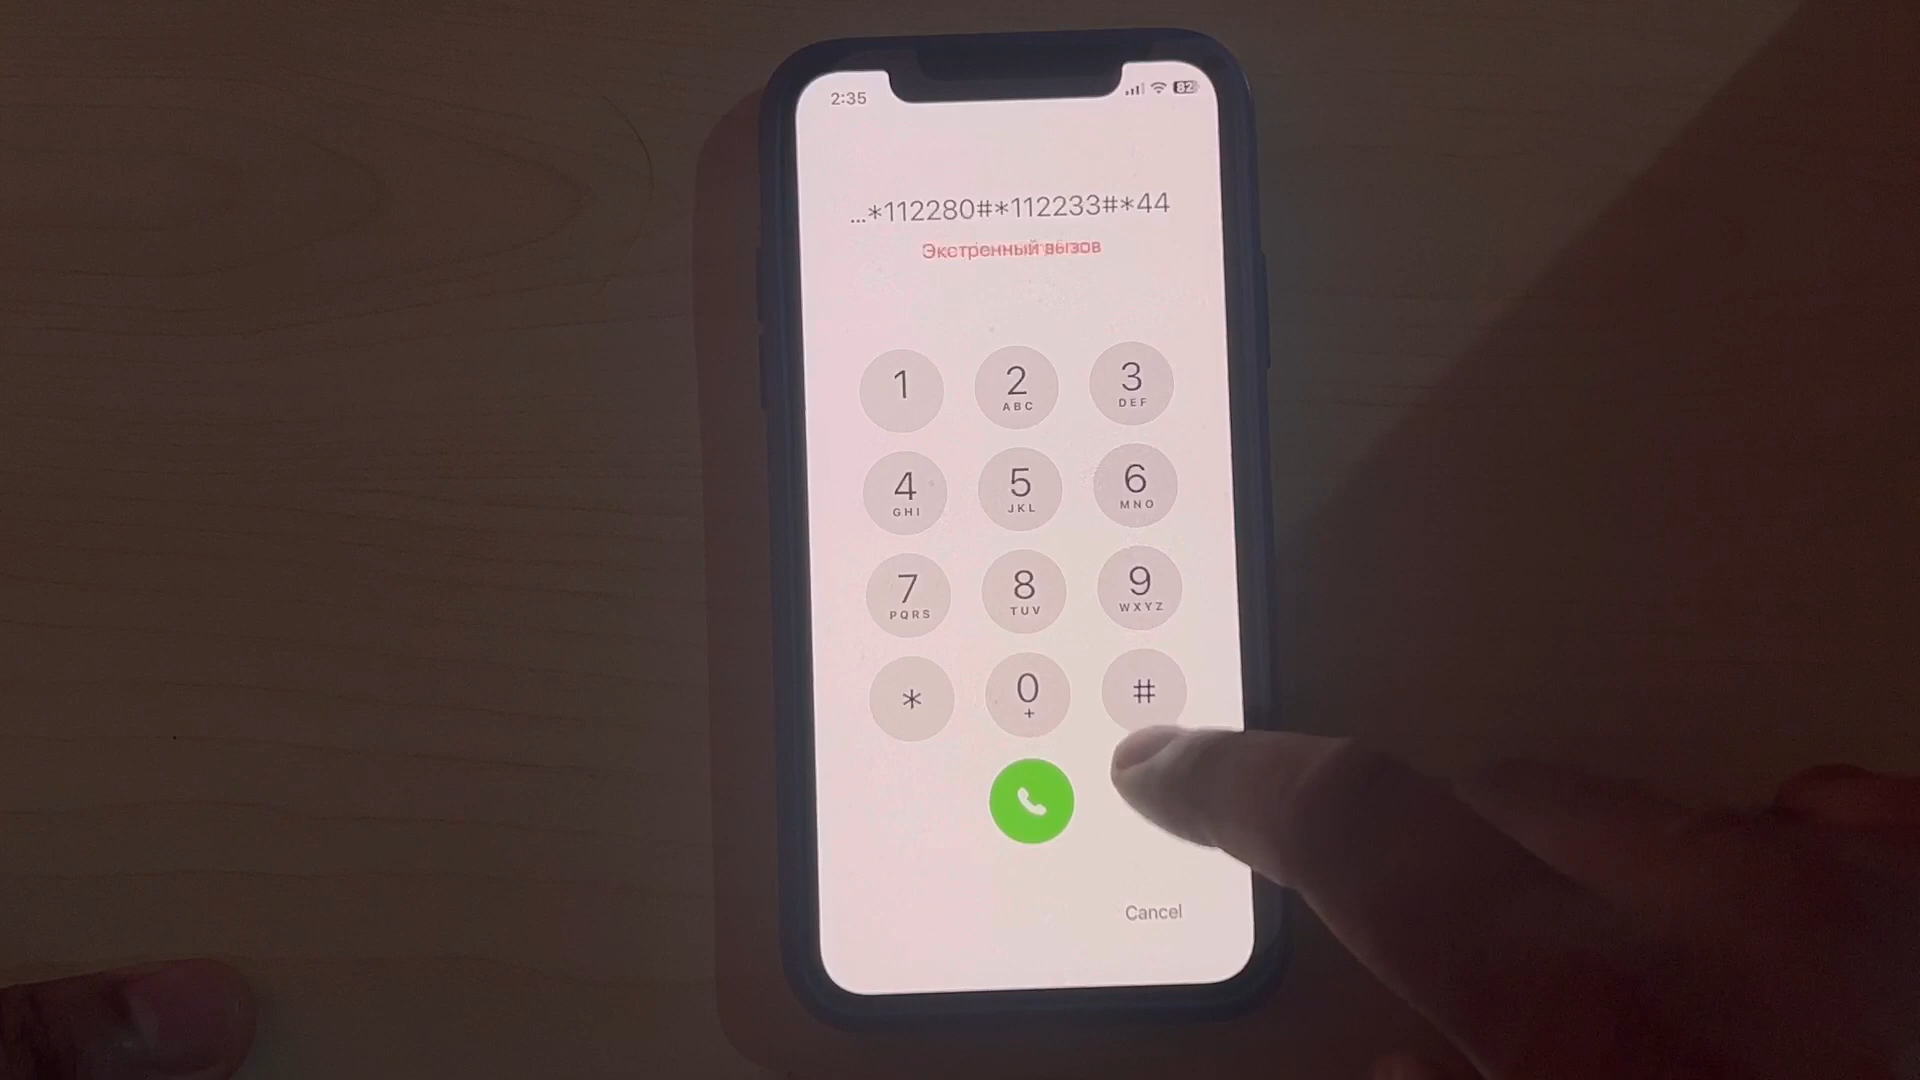 2:35
82
...*112280#*112233#*44
Экстренный вызов
1
2
ABC
3
DEF
4
GHI
5
JKL
6
MNO
7
PQRS
8
TUV
9
WXYZ
*
0
+
#
Cancel